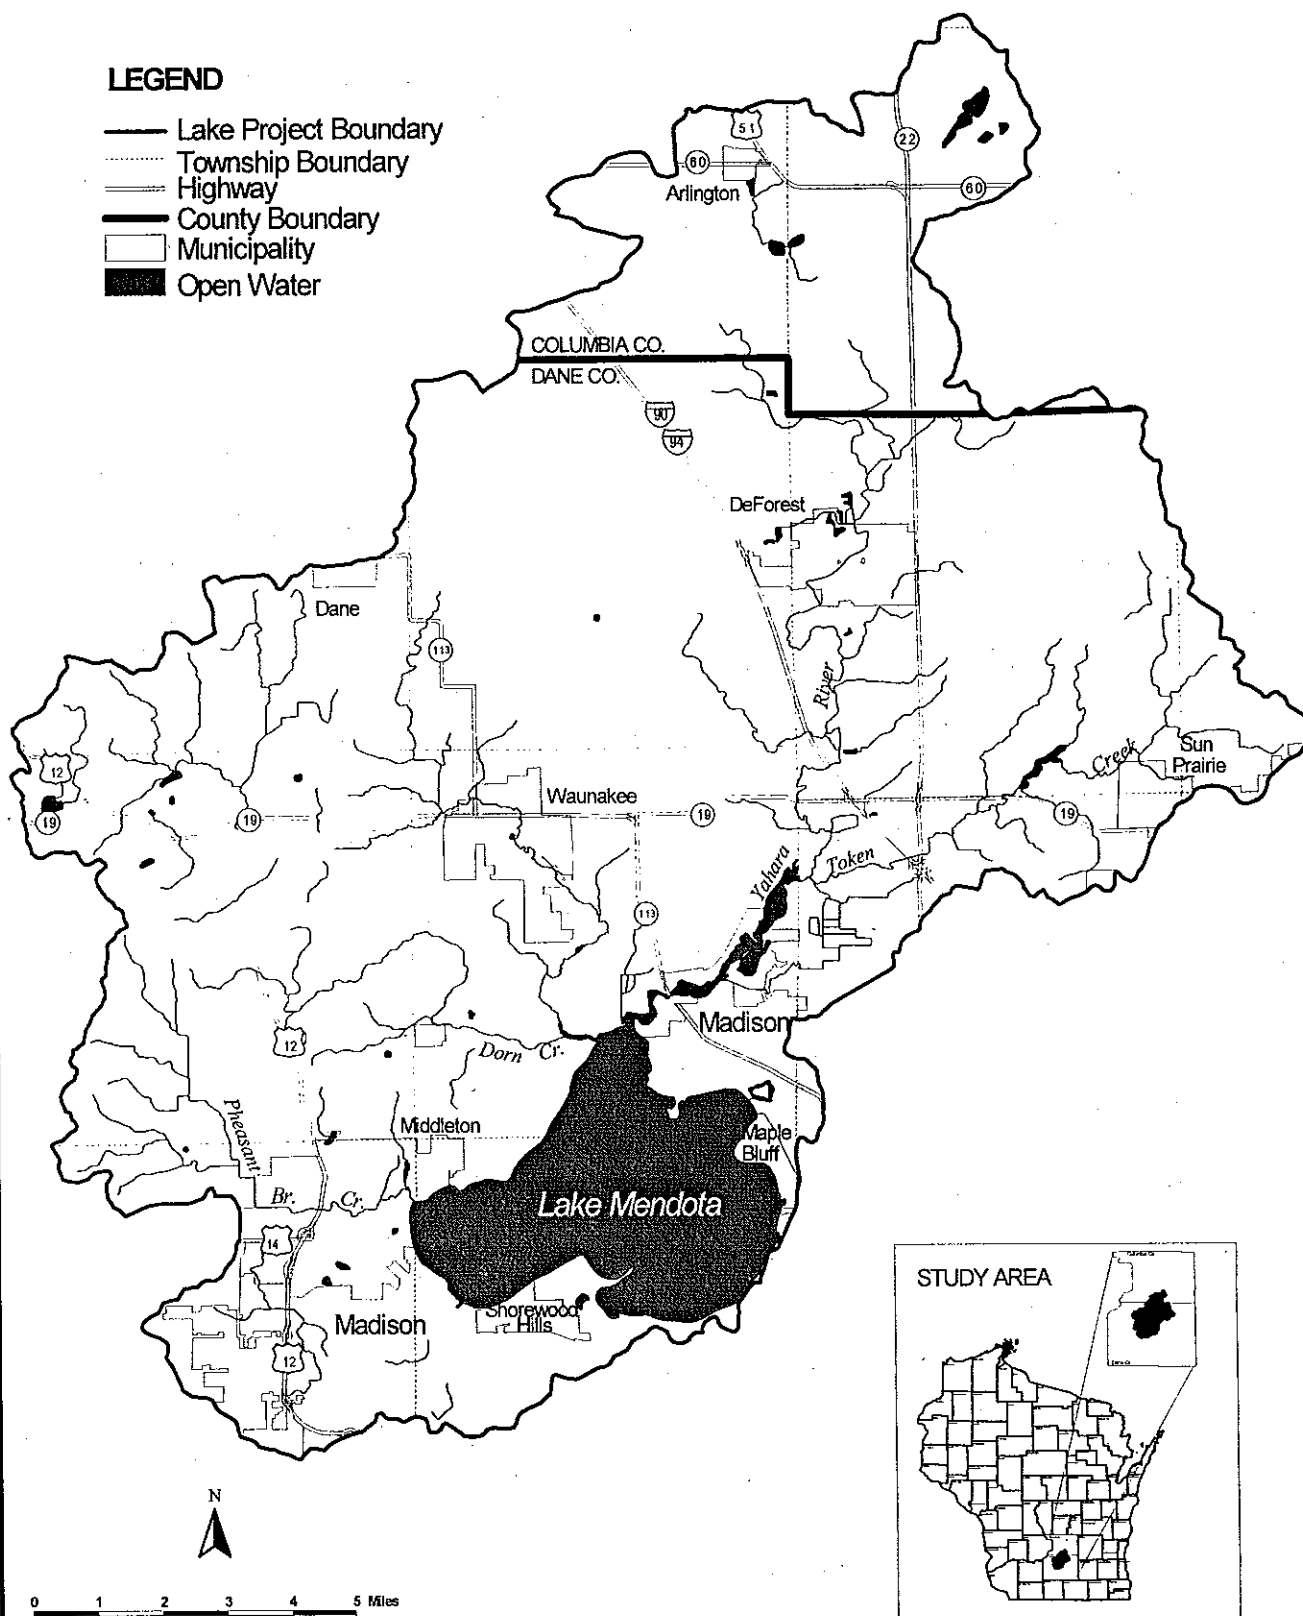 LEGEND
Lake Project Boundary
Township Boundary
Highway
County Boundary
Municipality
Open Water
51
22
60
60
Arlington
COLUMBIA CO.
DANE CO.
90
94
DeForest
Dane
113
River
12
Creek
Sun
Prairie
Waunakee
19
19
19
19
Yahara
Token
113
12
Madison
Dorn Cr.
Pheasant
Middleton
Maple
Bluff
Br. Cr.
Lake Mendota
14
STUDY AREA
Shorewood
Hills
Madison
12
N
0 1 2 3 4 5 Miles